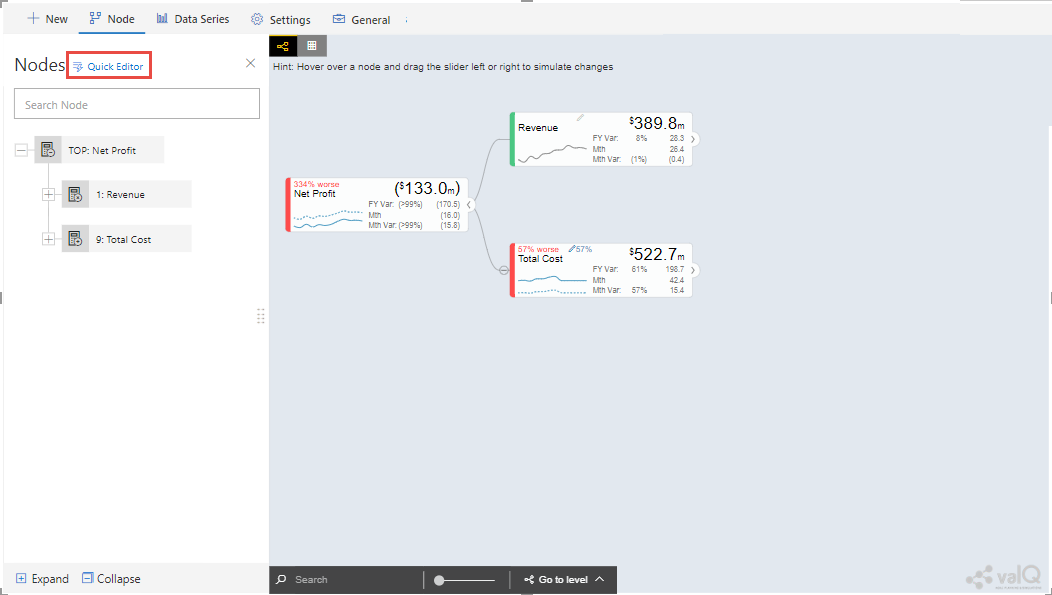 New Node Data Series Settings General
Nodes Quick Editor
Hint: Hover over a node and drag the slider left or right to simulate changes
Search Node
TOP: Net Profit
1: Revenue
9: Total Cost
Revenue $389.8m
FY Var: 8% 28.3
Mth 26.4
Mth Var: (1%) (0.4)
334% worse
Net Profit ($133.0m)
FY Var: (>99%) (170.5)
Mth (16.0)
Mth Var: (>99%) (15.8)
57% worse 57%
Total Cost $522.7m
FY Var: 61% 198.7
Mth 42.4
Mth Var: 57% 15.4
Expand Collapse
Search Go to level
valQ